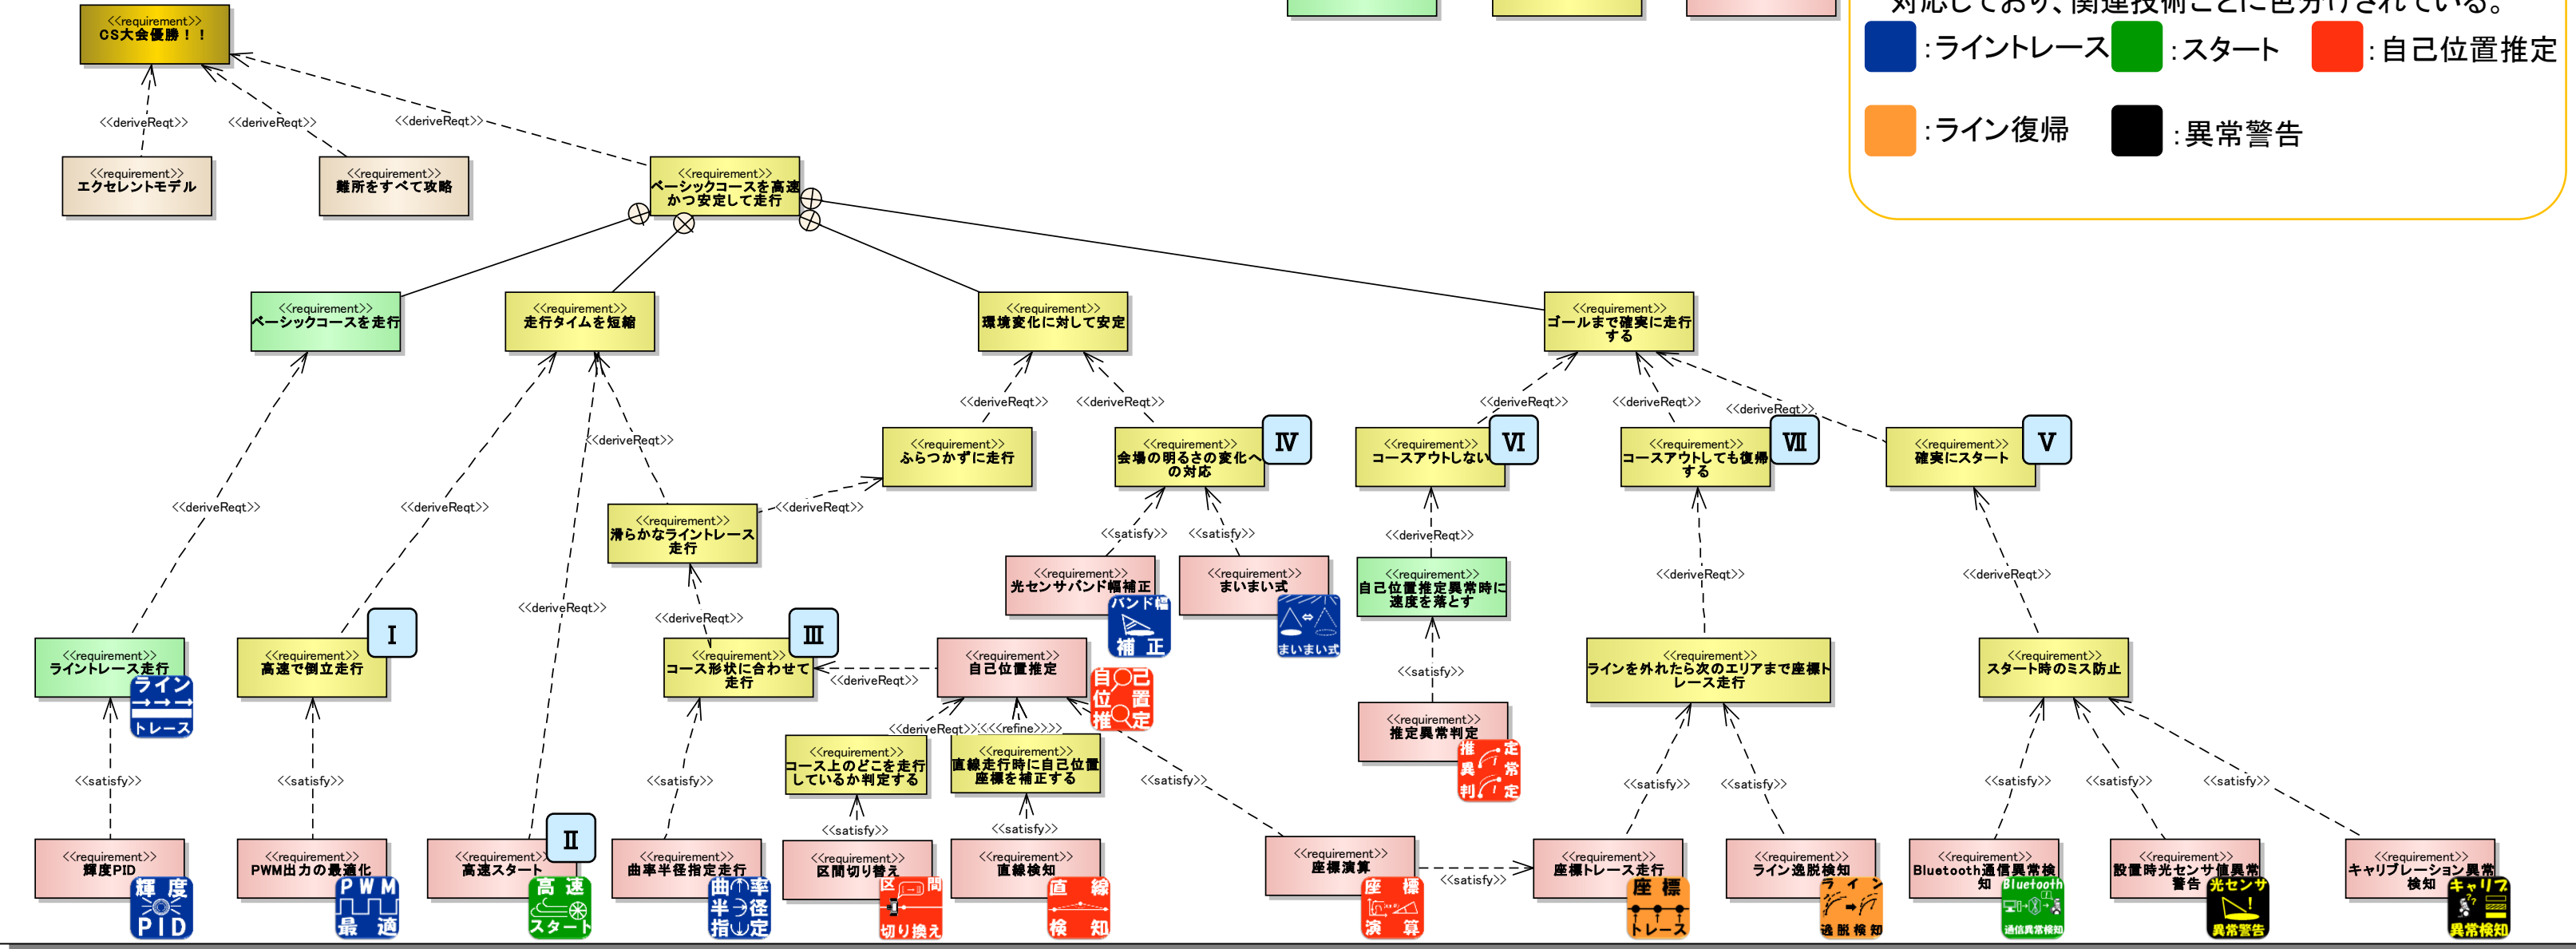 対応しており、関連技術ごとに色分けされている。
:ライントレース
:スタート
:自己位置推定
:ライン復帰
:異常警告
<<requirement>>
CS大会優勝！！
<<deriveReqt>>
<<deriveReqt>>
<<deriveReqt>>
<<requirement>>
エクセレントモデル
<<requirement>>
難所をすべて攻略
<<requirement>>
ベーシックコースを高速
かつ安定して走行
<<requirement>>
ベーシックコースを走行
<<requirement>>
走行タイムを短縮
<<requirement>>
環境変化に対して安定
<<requirement>>
ゴールまで確実に走行
する
<<deriveReqt>>
<<deriveReqt>>
<<deriveReqt>>
<<deriveReqt>>
<<deriveReqt>>
<<deriveReqt>>
<<requirement>>
ふらつかずに走行
<<requirement>>
会場の明るさの変化へ
の対応
Ⅳ
<<requirement>>
コースアウトしない
Ⅵ
<<requirement>>
コースアウトしても復帰
する
Ⅶ
<<requirement>>
確実にスタート
Ⅴ
<<deriveReqt>>
<<deriveReqt>>
<<deriveReqt>>
<<requirement>>
滑らかなライントレース
走行
<<satisfy>>
<<satisfy>>
<<deriveReqt>>
<<requirement>>
光センサバンド幅補正
バンド幅
補 正
<<requirement>>
まいまい式
まいまい式
<<requirement>>
自己位置推定異常時に
速度を落とす
<<deriveReqt>>
<<deriveReqt>>
<<deriveReqt>>
<<deriveReqt>>
<<requirement>>
ライントレース走行
ライン
トレース
<<requirement>>
高速で倒立走行
Ⅰ
<<requirement>>
コース形状に合わせて
走行
Ⅲ
<<deriveReqt>>
<<requirement>>
自己位置推定
自 己
位 置
推 定
<<satisfy>>
<<requirement>>
ラインを外れたら次のエリアまで座標ト
レース走行
<<requirement>>
スタート時のミス防止
<<requirement>>
推定異常判定
推 定
異 常
判 定
<<deriveReqt>>
<<refine>>
<<requirement>>
コース上のどこを走行
しているか判定する
<<requirement>>
直線走行時に自己位置
座標を補正する
<<satisfy>>
<<satisfy>>
<<satisfy>>
<<satisfy>>
<<satisfy>>
<<satisfy>>
<<satisfy>>
<<satisfy>>
<<satisfy>>
<<satisfy>>
<<satisfy>>
<<requirement>>
輝度PID
輝 度
PID
<<requirement>>
PWM出力の最適化
PWM
最 適
<<requirement>>
高速スタート
Ⅱ
高 速
スタート
<<requirement>>
曲率半径指定走行
曲 率
半 径
指 定
<<requirement>>
区間切り替え
区 間
切り換え
<<requirement>>
直線検知
直 線
検 知
<<requirement>>
座標演算
座 標
演 算
<<satisfy>>
<<requirement>>
座標トレース走行
座 標
トレース
<<requirement>>
ライン逸脱検知
ライン
逸脱検知
<<requirement>>
Bluetooth通信異常検
知
Bluetooth
通信異常検知
<<requirement>>
設置時光センサ値異常
警告
光センサ
異常警告
<<requirement>>
キャリブレーション異常
検知
キャリブ
異常検知